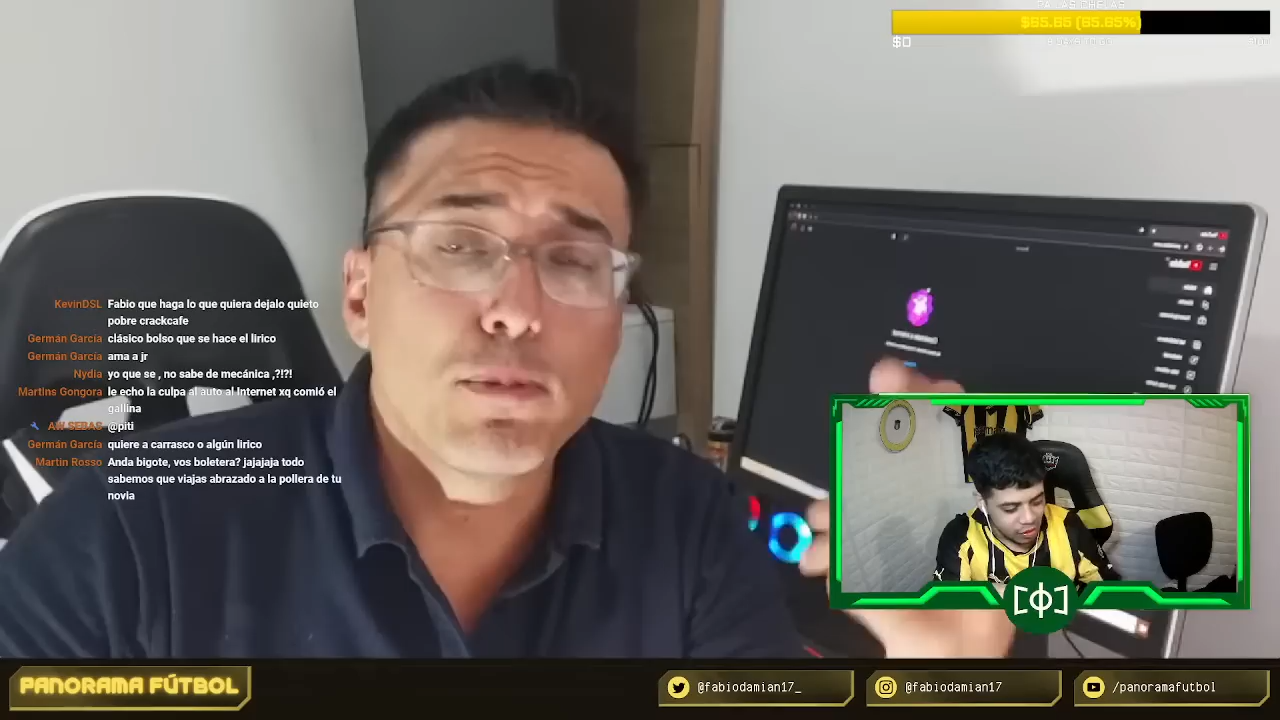 $65.65 (65.65%)
$0
KevinDSL Fabio que haga lo que quiera dejalo quieto
pobre crackcafe
Germán García clásico bolso que se hace el lirico
Germán García ama a jr
Nydia yo que se , no sabe de mecánica ,?!?!
Martins Gongora le echo la culpa al auto al Internet xq comió el
gallina
@piti
Germán García quiere a carrasco o algún lirico
Martin Rosso Anda bigote, vos boletera? jajajaja todo
sabemos que viajas abrazado a la pollera de tu
novia
PANORAMA FÚTBOL
@fabiodamian17_
@fabiodamian17
/panoramafutbol